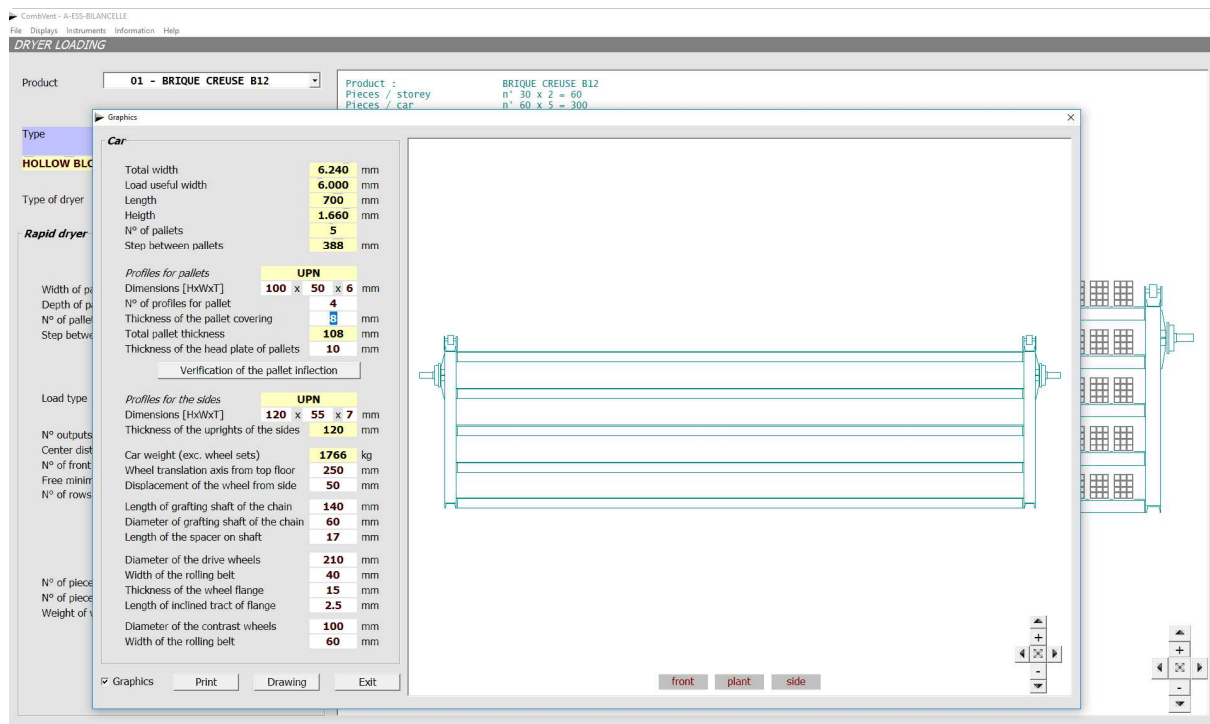 CombVent - A-ESS-BILANCELLE
File Displays Instruments Information Help
DRYER LOADING
Product 01 - BRIQUE CREUSE B12
Product : BRIQUE CREUSE B12
Pieces / storey n' 30 x 2 = 60
Pieces / car n' 60 x 5 = 300
Type
HOLLOW BLO
Type of dryer
Rapid dryer
Width of pa
Depth of pa
N° of palle
Step betwe
Load type
N° outputs
Center dist
N° of front
Free minim
N° of rows
N° of piece
N° of piece
Weight of v
Graphics
Car
Total width 6.240 mm
Load useful width 6.000 mm
Length 700 mm
Heigth 1.660 mm
N° of pallets 5
Step between pallets 388 mm
Profiles for pallets UPN
Dimensions [HxWxT] 100 x 50 x 6 mm
N° of profiles for pallet 4
Thickness of the pallet covering 8 mm
Total pallet thickness 108 mm
Thickness of the head plate of pallets 10 mm
Verification of the pallet inflection
Profiles for the sides UPN
Dimensions [HxWxT] 120 x 55 x 7 mm
Thickness of the uprights of the sides 120 mm
Car weight (exc. wheel sets) 1766 kg
Wheel translation axis from top floor 250 mm
Displacement of the wheel from side 50 mm
Length of grafting shaft of the chain 140 mm
Diameter of grafting shaft of the chain 60 mm
Length of the spacer on shaft 17 mm
Diameter of the drive wheels 210 mm
Width of the rolling belt 40 mm
Thickness of the wheel flange 15 mm
Length of inclined tract of flange 2.5 mm
Diameter of the contrast wheels 100 mm
Width of the rolling belt 60 mm
Graphics Print Drawing Exit
front plant side
+
-
+
-